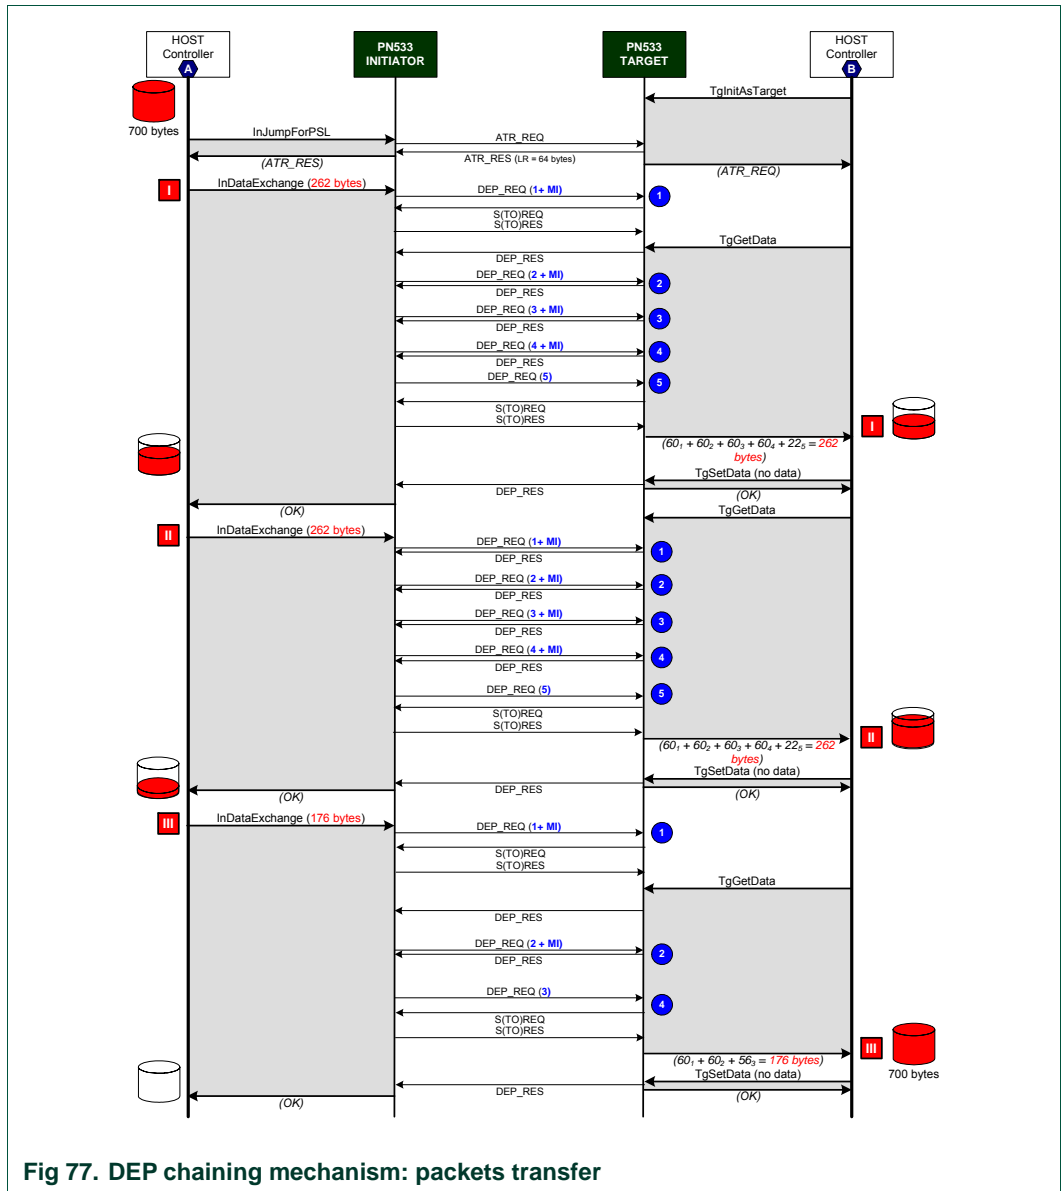 HOST
Controller
A
PN533
INITIATOR
PN533
TARGET
HOST
Controller
B
TgInitAsTarget
700 bytes
InJumpForPSL
ATR_REQ
(ATR_RES)
ATR_RES (LR = 64 bytes)
(ATR_REQ)
I
InDataExchange (262 bytes)
DEP_REQ (1+ MI)
1
S(TO)REQ
S(TO)RES
TgGetData
DEP_RES
DEP_REQ (2 + MI)
2
DEP_RES
DEP_REQ (3 + MI)
3
DEP_RES
DEP_REQ (4 + MI)
4
DEP_RES
DEP_REQ (5)
5
S(TO)REQ
S(TO)RES
I
(60₁ + 60₂ + 60₃ + 60₄ + 22₅ = 262
bytes)
TgSetData (no data)
DEP_RES
(OK)
(OK)
TgGetData
II
InDataExchange (262 bytes)
DEP_REQ (1+ MI)
1
DEP_RES
DEP_REQ (2 + MI)
2
DEP_RES
DEP_REQ (3 + MI)
3
DEP_RES
DEP_REQ (4 + MI)
4
DEP_RES
DEP_REQ (5)
5
S(TO)REQ
S(TO)RES
II
(60₁ + 60₂ + 60₃ + 60₄ + 22₅ = 262
bytes)
TgSetData (no data)
DEP_RES
(OK)
(OK)
III
InDataExchange (176 bytes)
DEP_REQ (1+ MI)
1
S(TO)REQ
S(TO)RES
TgGetData
DEP_RES
DEP_REQ (2 + MI)
2
DEP_RES
DEP_REQ (3)
4
S(TO)REQ
S(TO)RES
III
(60₁ + 60₂ + 56₃ = 176 bytes)
700 bytes
TgSetData (no data)
DEP_RES
(OK)
(OK)
Fig 77. DEP chaining mechanism: packets transfer